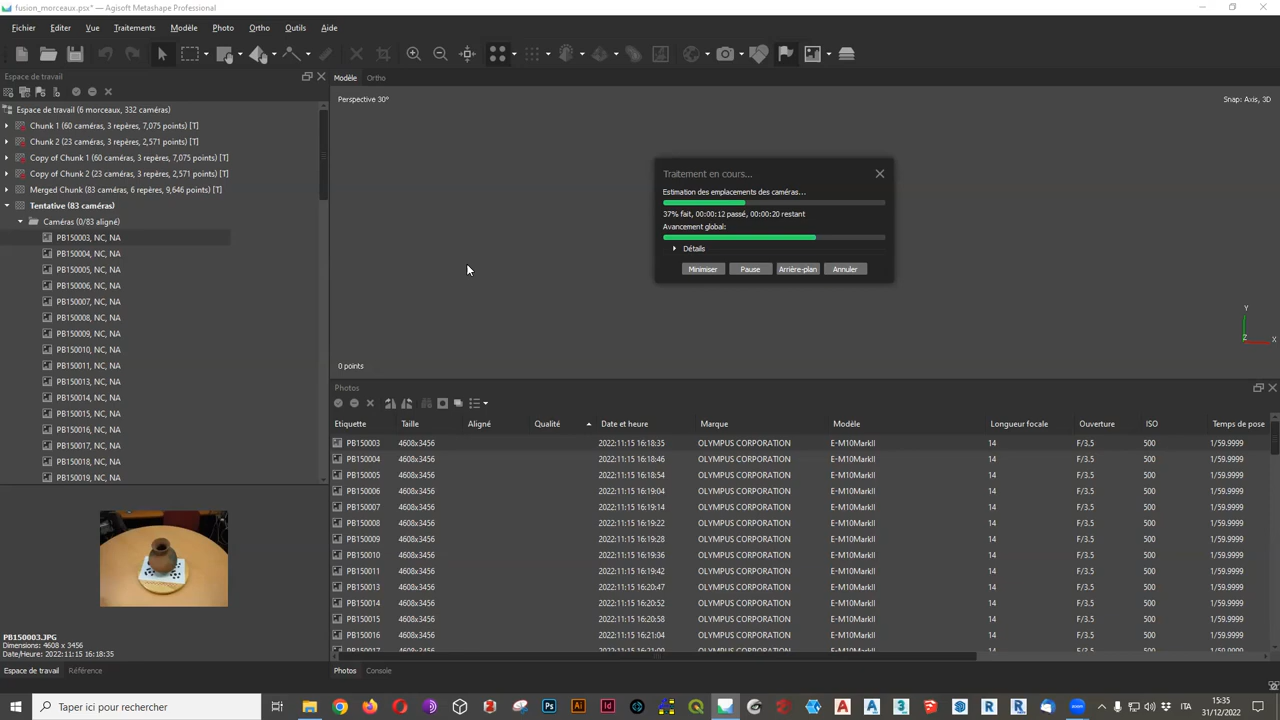 fusion_morceaux.psx* — Agisoft Metashape Professional
Fichier Editer Vue Traitements Modèle Photo Ortho Outils Aide
Espace de travail
Modèle Ortho
Perspective 30°
Snap: Axis, 3D
Espace de travail (6 morceaux, 332 caméras)
Chunk 1 (60 caméras, 3 repères, 7,075 points) [T]
Chunk 2 (23 caméras, 3 repères, 2,571 points) [T]
Copy of Chunk 1 (60 caméras, 3 repères, 7,075 points) [T]
Copy of Chunk 2 (23 caméras, 3 repères, 2,571 points) [T]
Merged Chunk (83 caméras, 6 repères, 9,646 points) [T]
Tentative (83 caméras)
Caméras (0/83 aligné)
PB150003, NC, NA
PB150004, NC, NA
PB150005, NC, NA
PB150006, NC, NA
PB150007, NC, NA
PB150008, NC, NA
PB150009, NC, NA
PB150010, NC, NA
PB150011, NC, NA
PB150013, NC, NA
PB150014, NC, NA
PB150015, NC, NA
PB150016, NC, NA
PB150017, NC, NA
PB150018, NC, NA
PB150019, NC, NA
Traitement en cours...
Estimation des emplacements des caméras...
37% fait, 00:00:12 passé, 00:00:20 restant
Avancement global:
Détails
Minimiser Pause Arrière-plan Annuler
Y
Z X
0 points
Photos
Etiquette Taille Aligné Qualité Date et heure Marque Modèle Longueur focale Ouverture ISO Temps de pose
PB150003 4608x3456 2022:11:15 16:18:35 OLYMPUS CORPORATION E-M10MarkII 14 F/3.5 500 1/59.9999
PB150004 4608x3456 2022:11:15 16:18:46 OLYMPUS CORPORATION E-M10MarkII 14 F/3.5 500 1/59.9999
PB150005 4608x3456 2022:11:15 16:18:54 OLYMPUS CORPORATION E-M10MarkII 14 F/3.5 500 1/59.9999
PB150006 4608x3456 2022:11:15 16:19:04 OLYMPUS CORPORATION E-M10MarkII 14 F/3.5 500 1/59.9999
PB150007 4608x3456 2022:11:15 16:19:14 OLYMPUS CORPORATION E-M10MarkII 14 F/3.5 500 1/59.9999
PB150008 4608x3456 2022:11:15 16:19:22 OLYMPUS CORPORATION E-M10MarkII 14 F/3.5 500 1/59.9999
PB150009 4608x3456 2022:11:15 16:19:28 OLYMPUS CORPORATION E-M10MarkII 14 F/3.5 500 1/59.9999
PB150010 4608x3456 2022:11:15 16:19:36 OLYMPUS CORPORATION E-M10MarkII 14 F/3.5 500 1/59.9999
PB150011 4608x3456 2022:11:15 16:19:42 OLYMPUS CORPORATION E-M10MarkII 14 F/3.5 500 1/59.9999
PB150013 4608x3456 2022:11:15 16:20:47 OLYMPUS CORPORATION E-M10MarkII 14 F/3.5 500 1/59.9999
PB150014 4608x3456 2022:11:15 16:20:52 OLYMPUS CORPORATION E-M10MarkII 14 F/3.5 500 1/59.9999
PB150015 4608x3456 2022:11:15 16:20:58 OLYMPUS CORPORATION E-M10MarkII 14 F/3.5 500 1/59.9999
PB150016 4608x3456 2022:11:15 16:21:04 OLYMPUS CORPORATION E-M10MarkII 14 F/3.5 500 1/59.9999
PB150003.JPG
Dimensions: 4608 x 3456
Date/Heure: 2022:11:15 16:18:35
Espace de travail Référence
Photos Console
Taper ici pour rechercher
ITA
15:35
31/12/2022